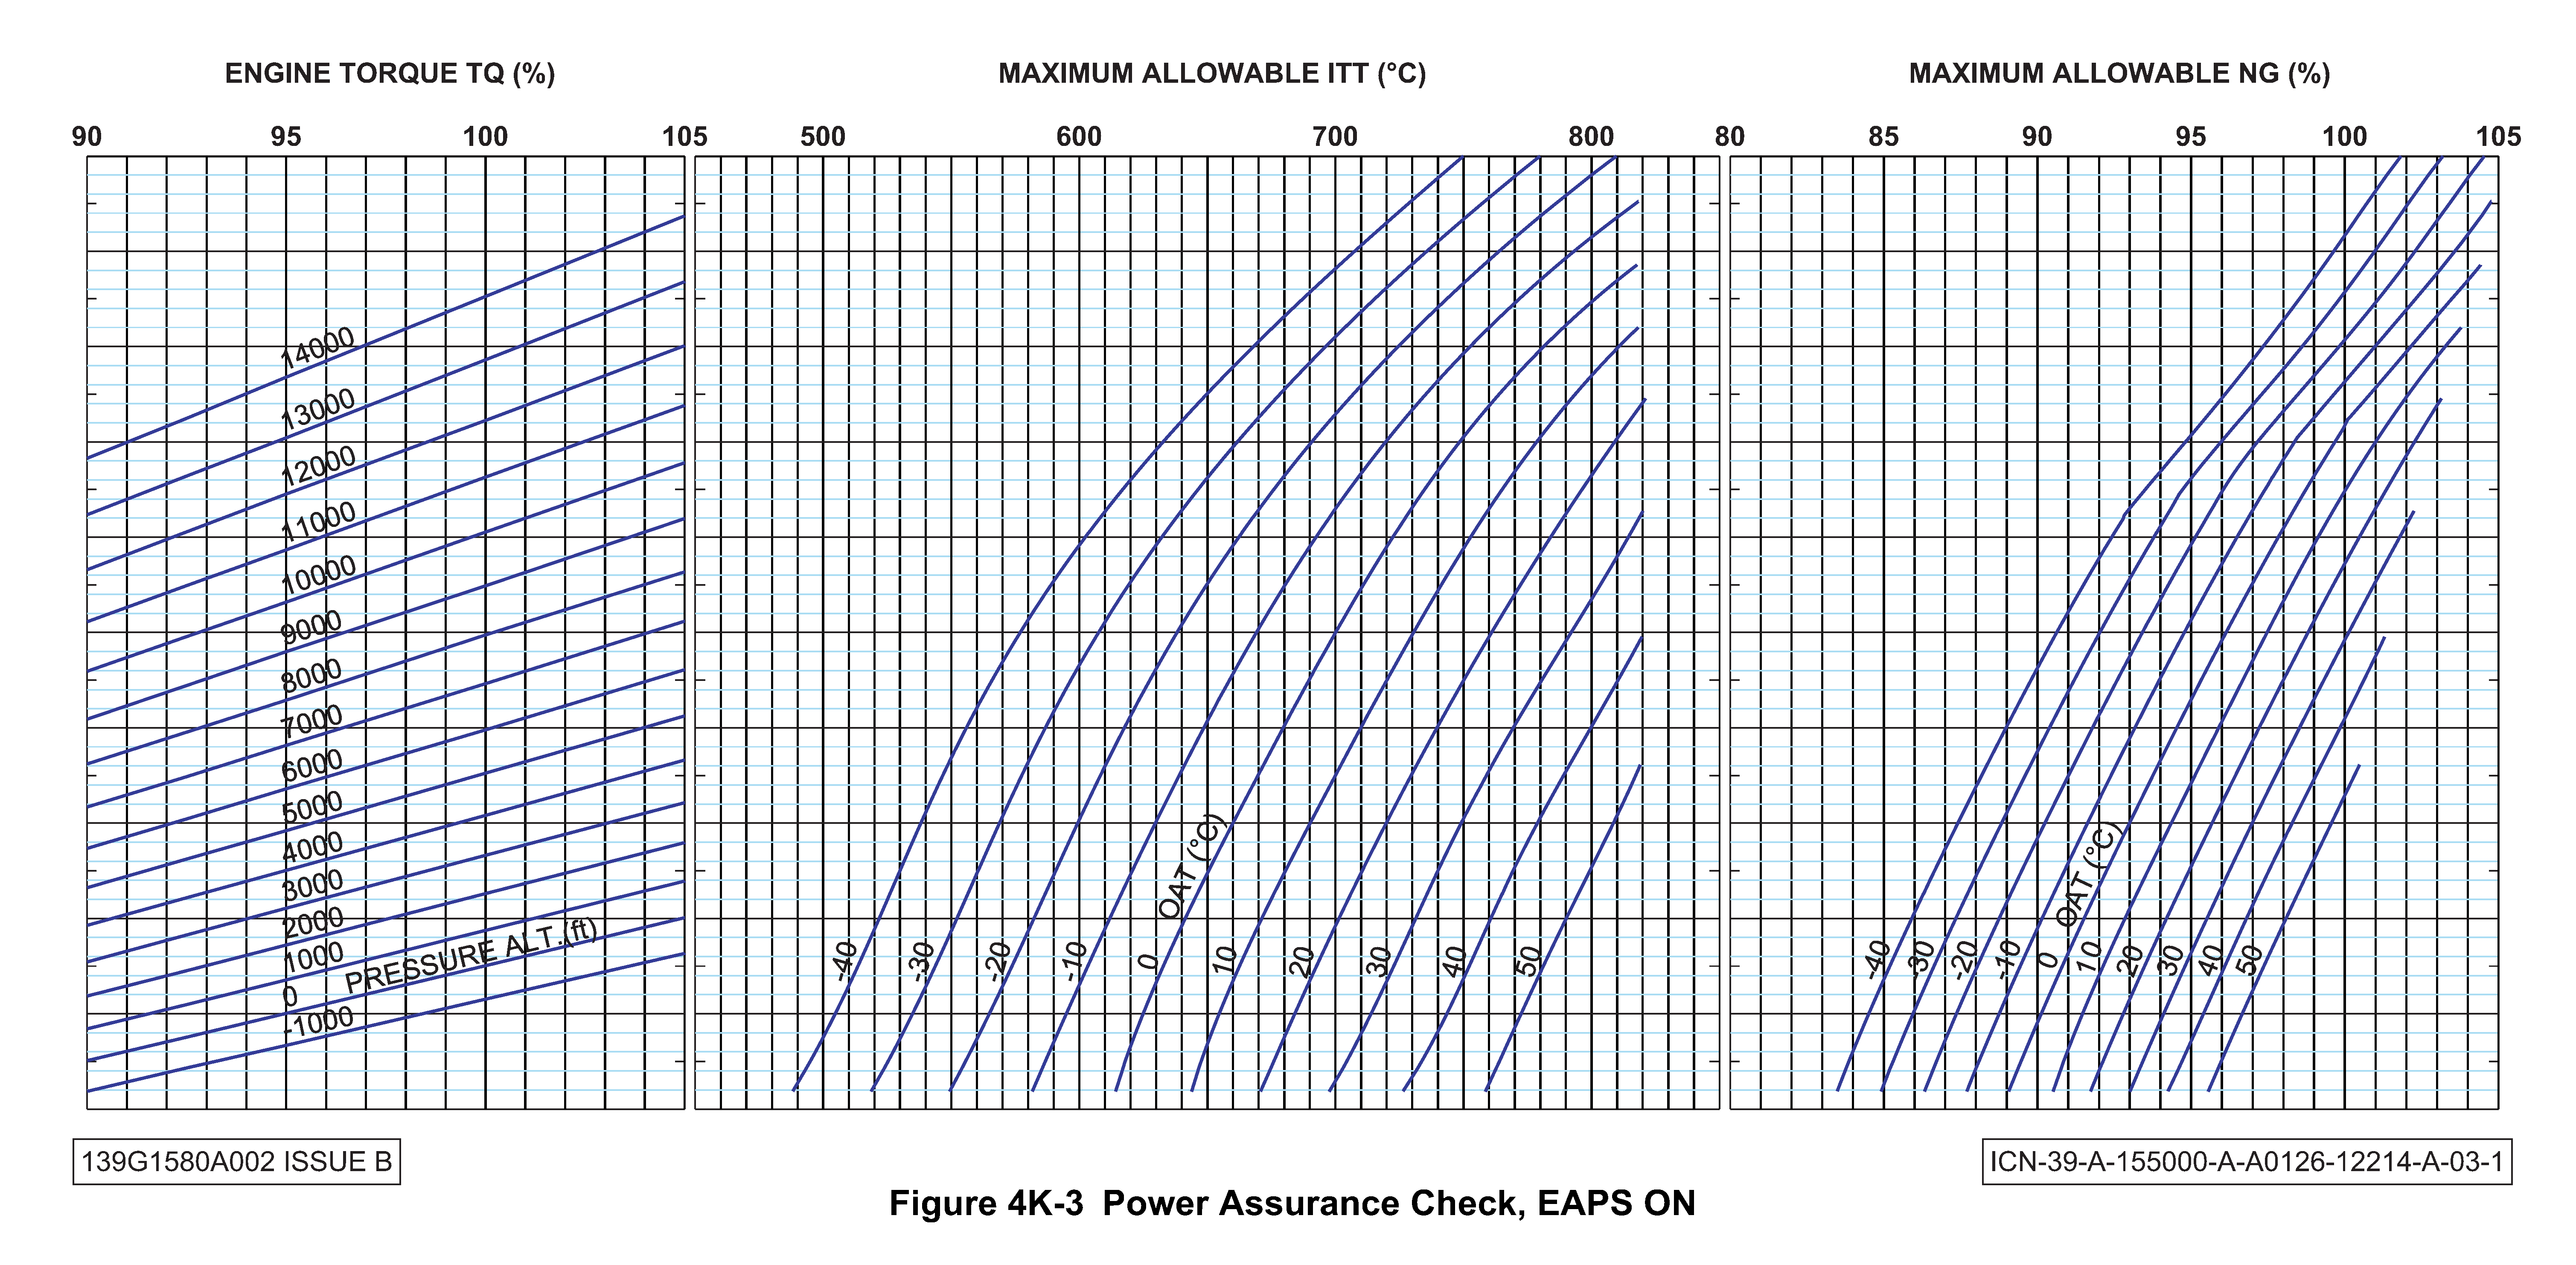 ENGINE TORQUE TQ (%) MAXIMUM ALLOWABLE ITT (°C) MAXIMUM ALLOWABLE NG (%)
90 95 100 105 500 600 700 800 80 85 90 95 100 105
14000
13000
12000
11000
10000
9000
8000
7000
6000
5000
4000
3000
2000
1000
0
-1000
PRESSURE ALT.(ft)
OAT (°C)
-40 -30 -20 -10 0 10 20 30 40 50
OAT (°C)
-40 -30 -20 -10 0 10 20 30 40 50
139G1580A002 ISSUE B
ICN-39-A-155000-A-A0126-12214-A-03-1
Figure 4K-3 Power Assurance Check, EAPS ON